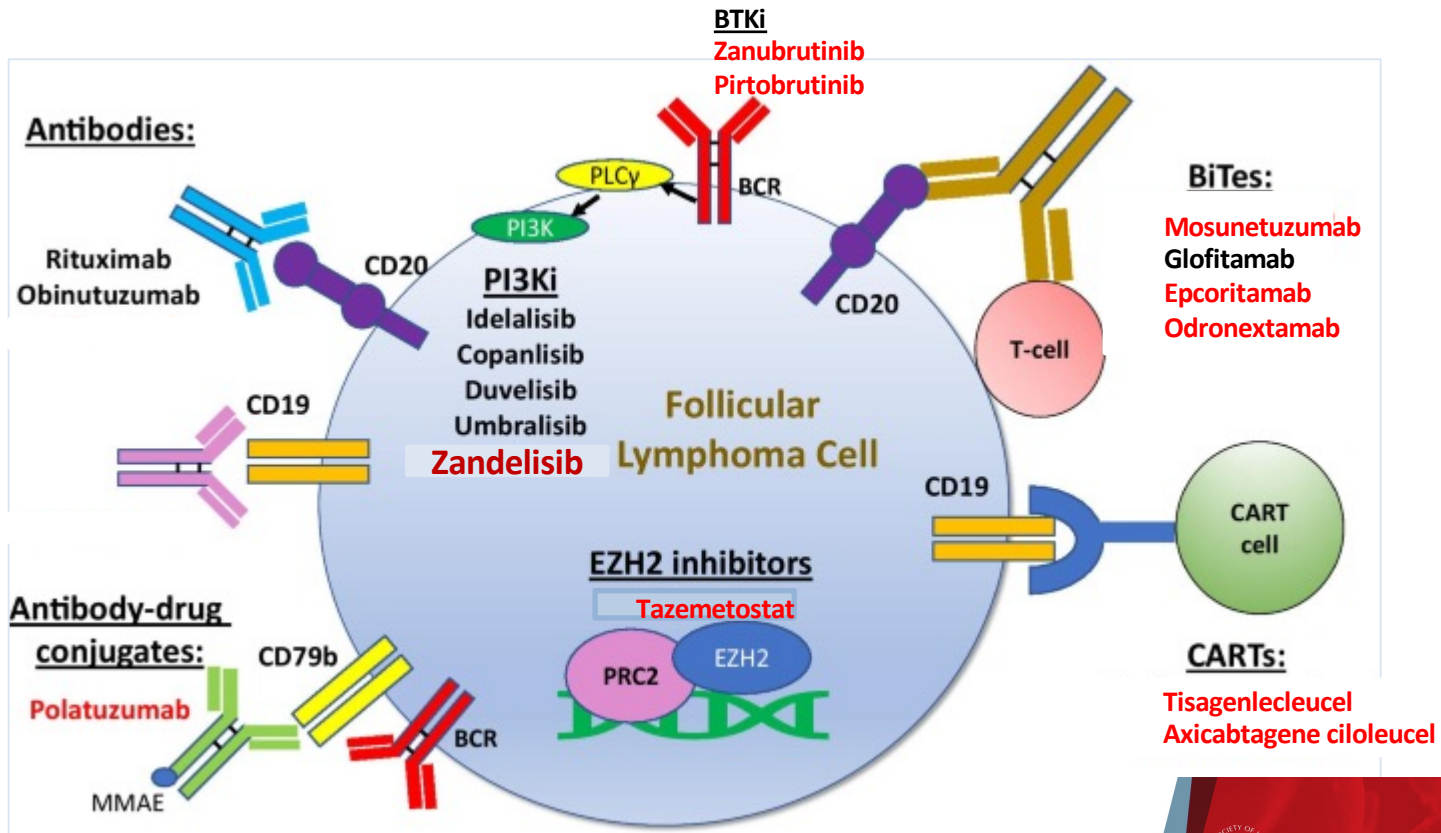 BTKi
Zanubrutinib
Pirtobrutinib
Antibodies:
Rituximab
Obinutuzumab
CD20
PLCγ
PI3K
BCR
PI3Ki
Idelalisib
Copanlisib
Duvelisib
Umbralisib
Zandelisib
Follicular
Lymphoma Cell
CD20
T-cell
BiTes:
Mosunetuzumab
Glofitamab
Epcoritamab
Odronextamab
CD19
CD19
CART
cell
CARTs:
Tisagenlecleucel
Axicabtagene ciloleucel
EZH2 inhibitors
Tazemetostat
PRC2
EZH2
Antibody-drug
conjugates:
Polatuzumab
CD79b
BCR
MMAE